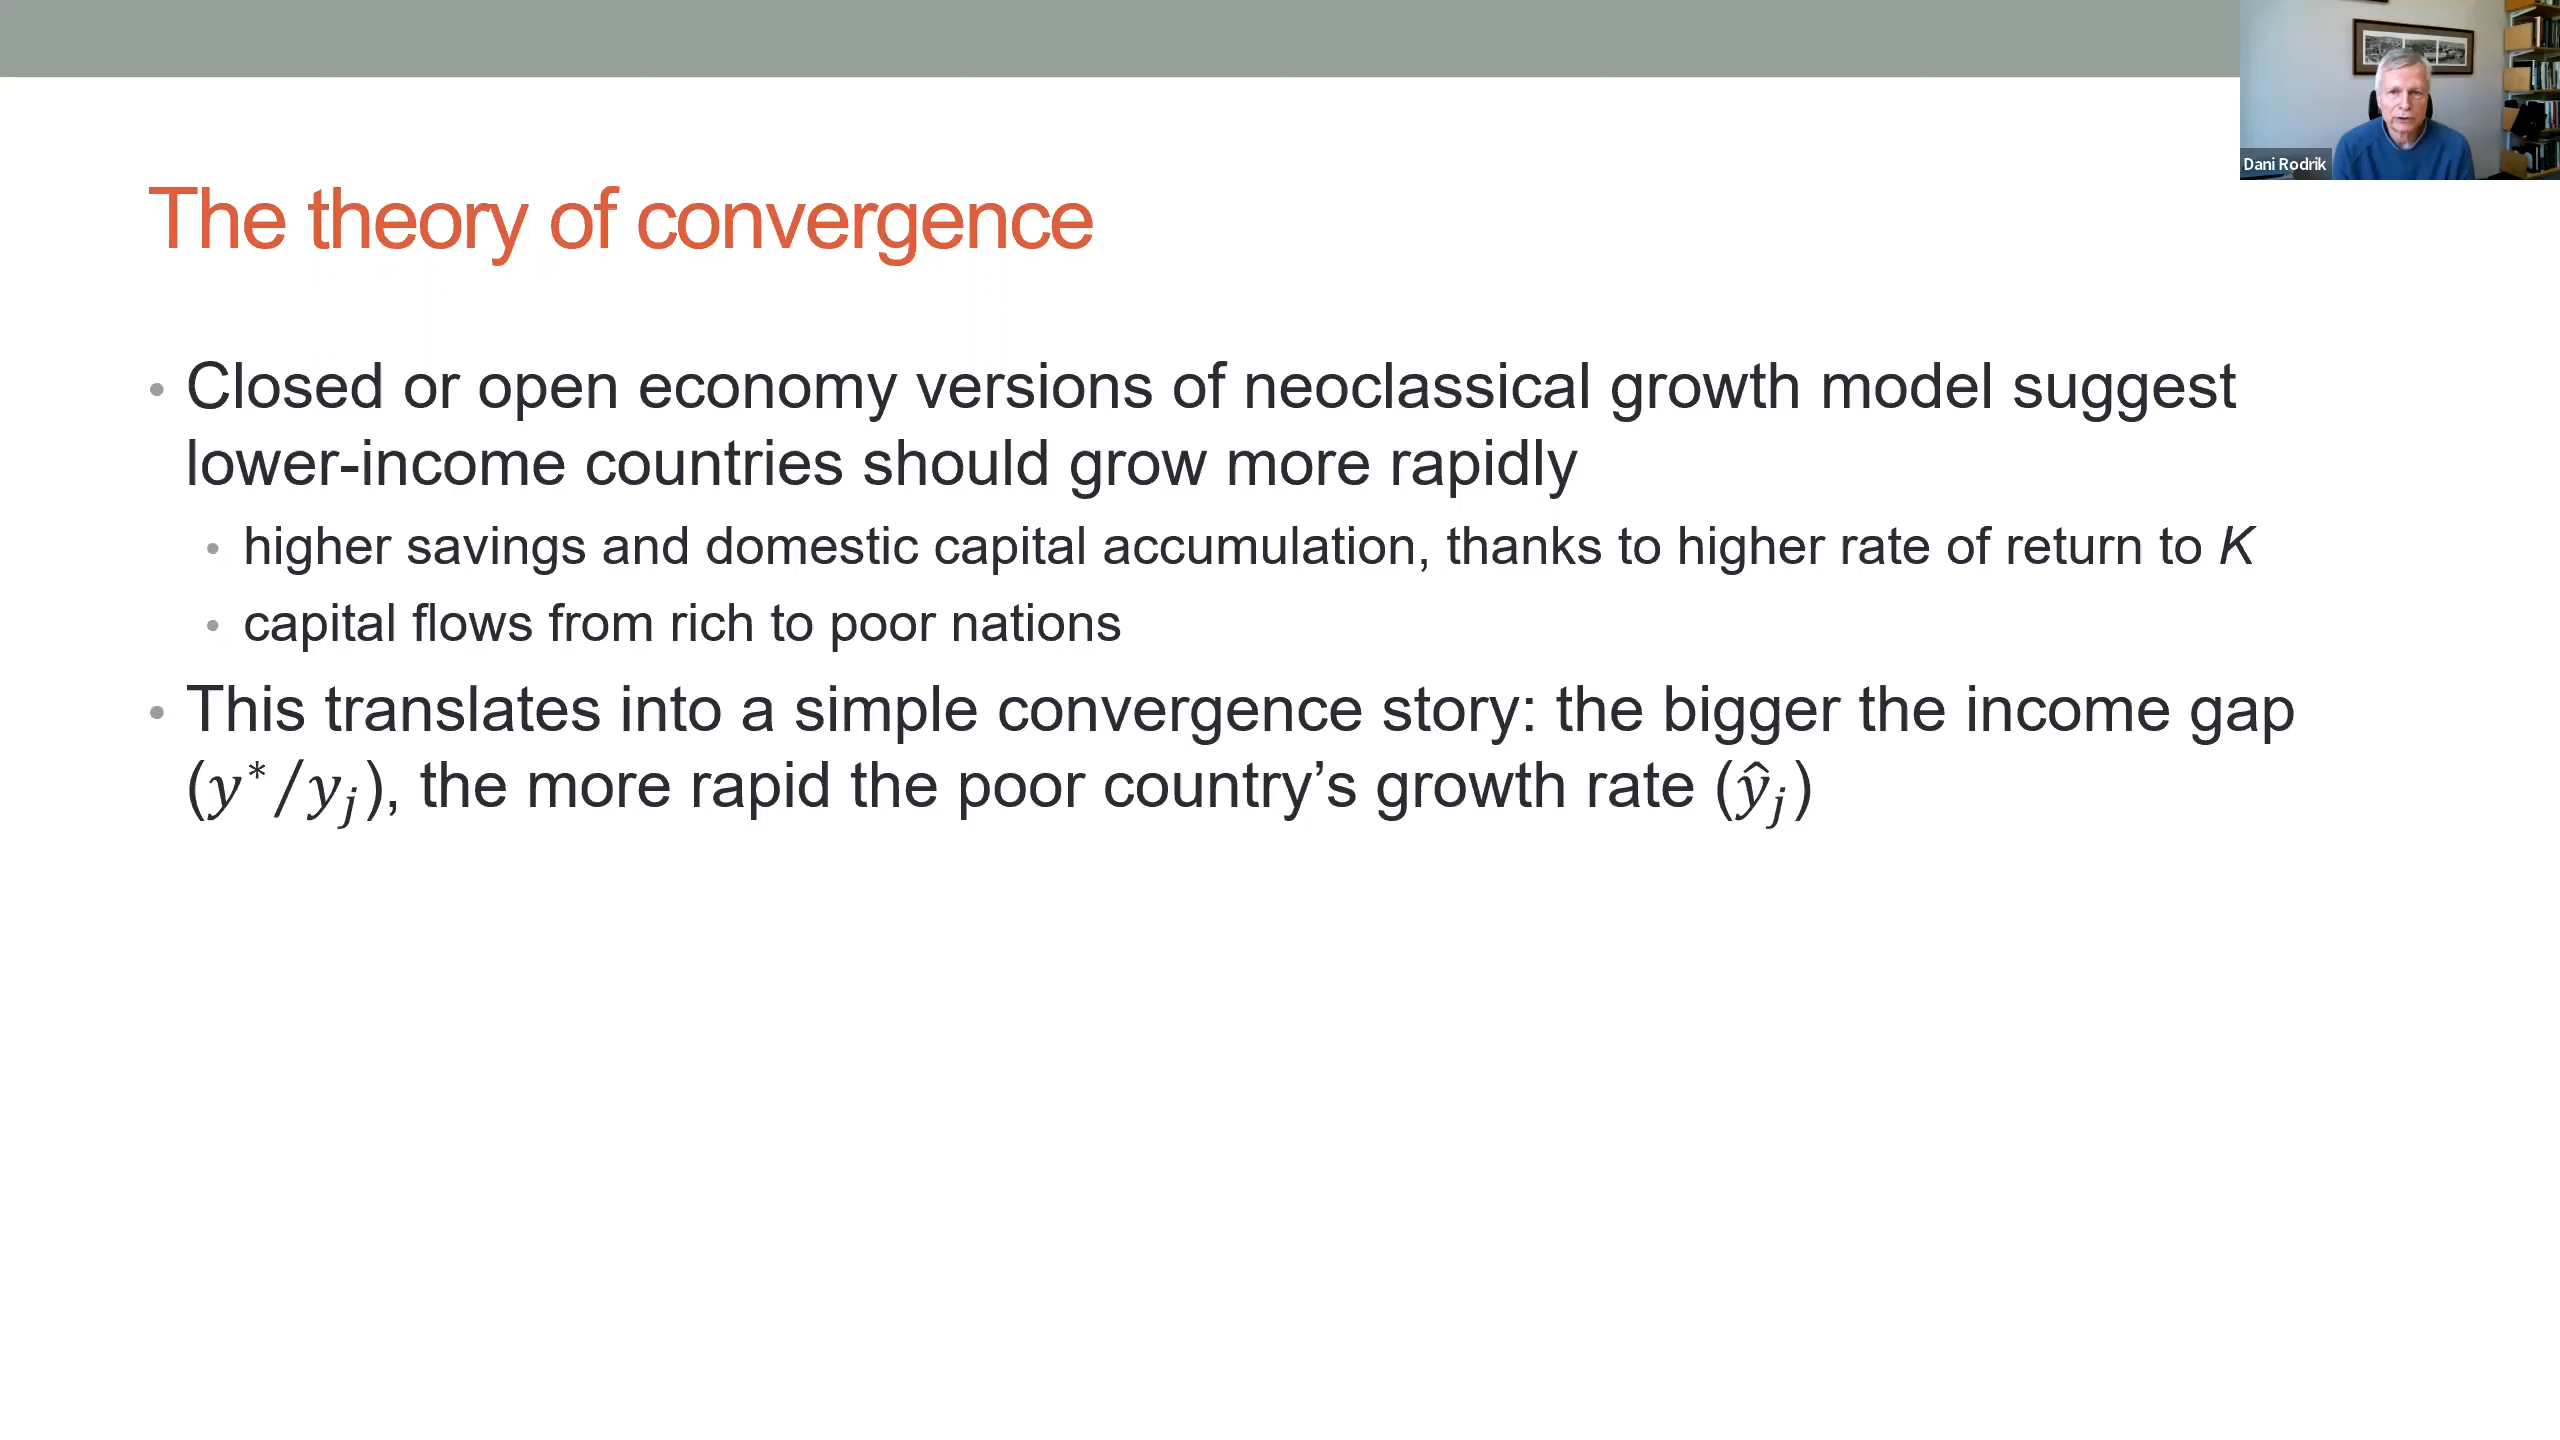 Dani Rodrik
The theory of convergence
• Closed or open economy versions of neoclassical growth model suggest
lower-income countries should grow more rapidly
• higher savings and domestic capital accumulation, thanks to higher rate of return to K
• capital flows from rich to poor nations
• This translates into a simple convergence story: the bigger the income gap
(y*/yⱼ), the more rapid the poor country’s growth rate (ŷⱼ)